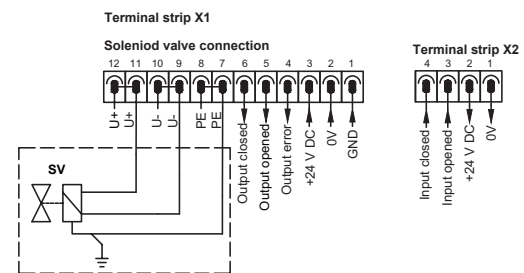 Terminal strip X1
Soleniod valve connection
12 11 10 9 8 7 6 5 4 3 2 1
U+
U+
U-
U-
PE
PE
Output closed
Output opened
Output error
+24 V DC
0V
GND
SV
Terminal strip X2
4 3 2 1
Input closed
Input opened
+24 V DC
0V